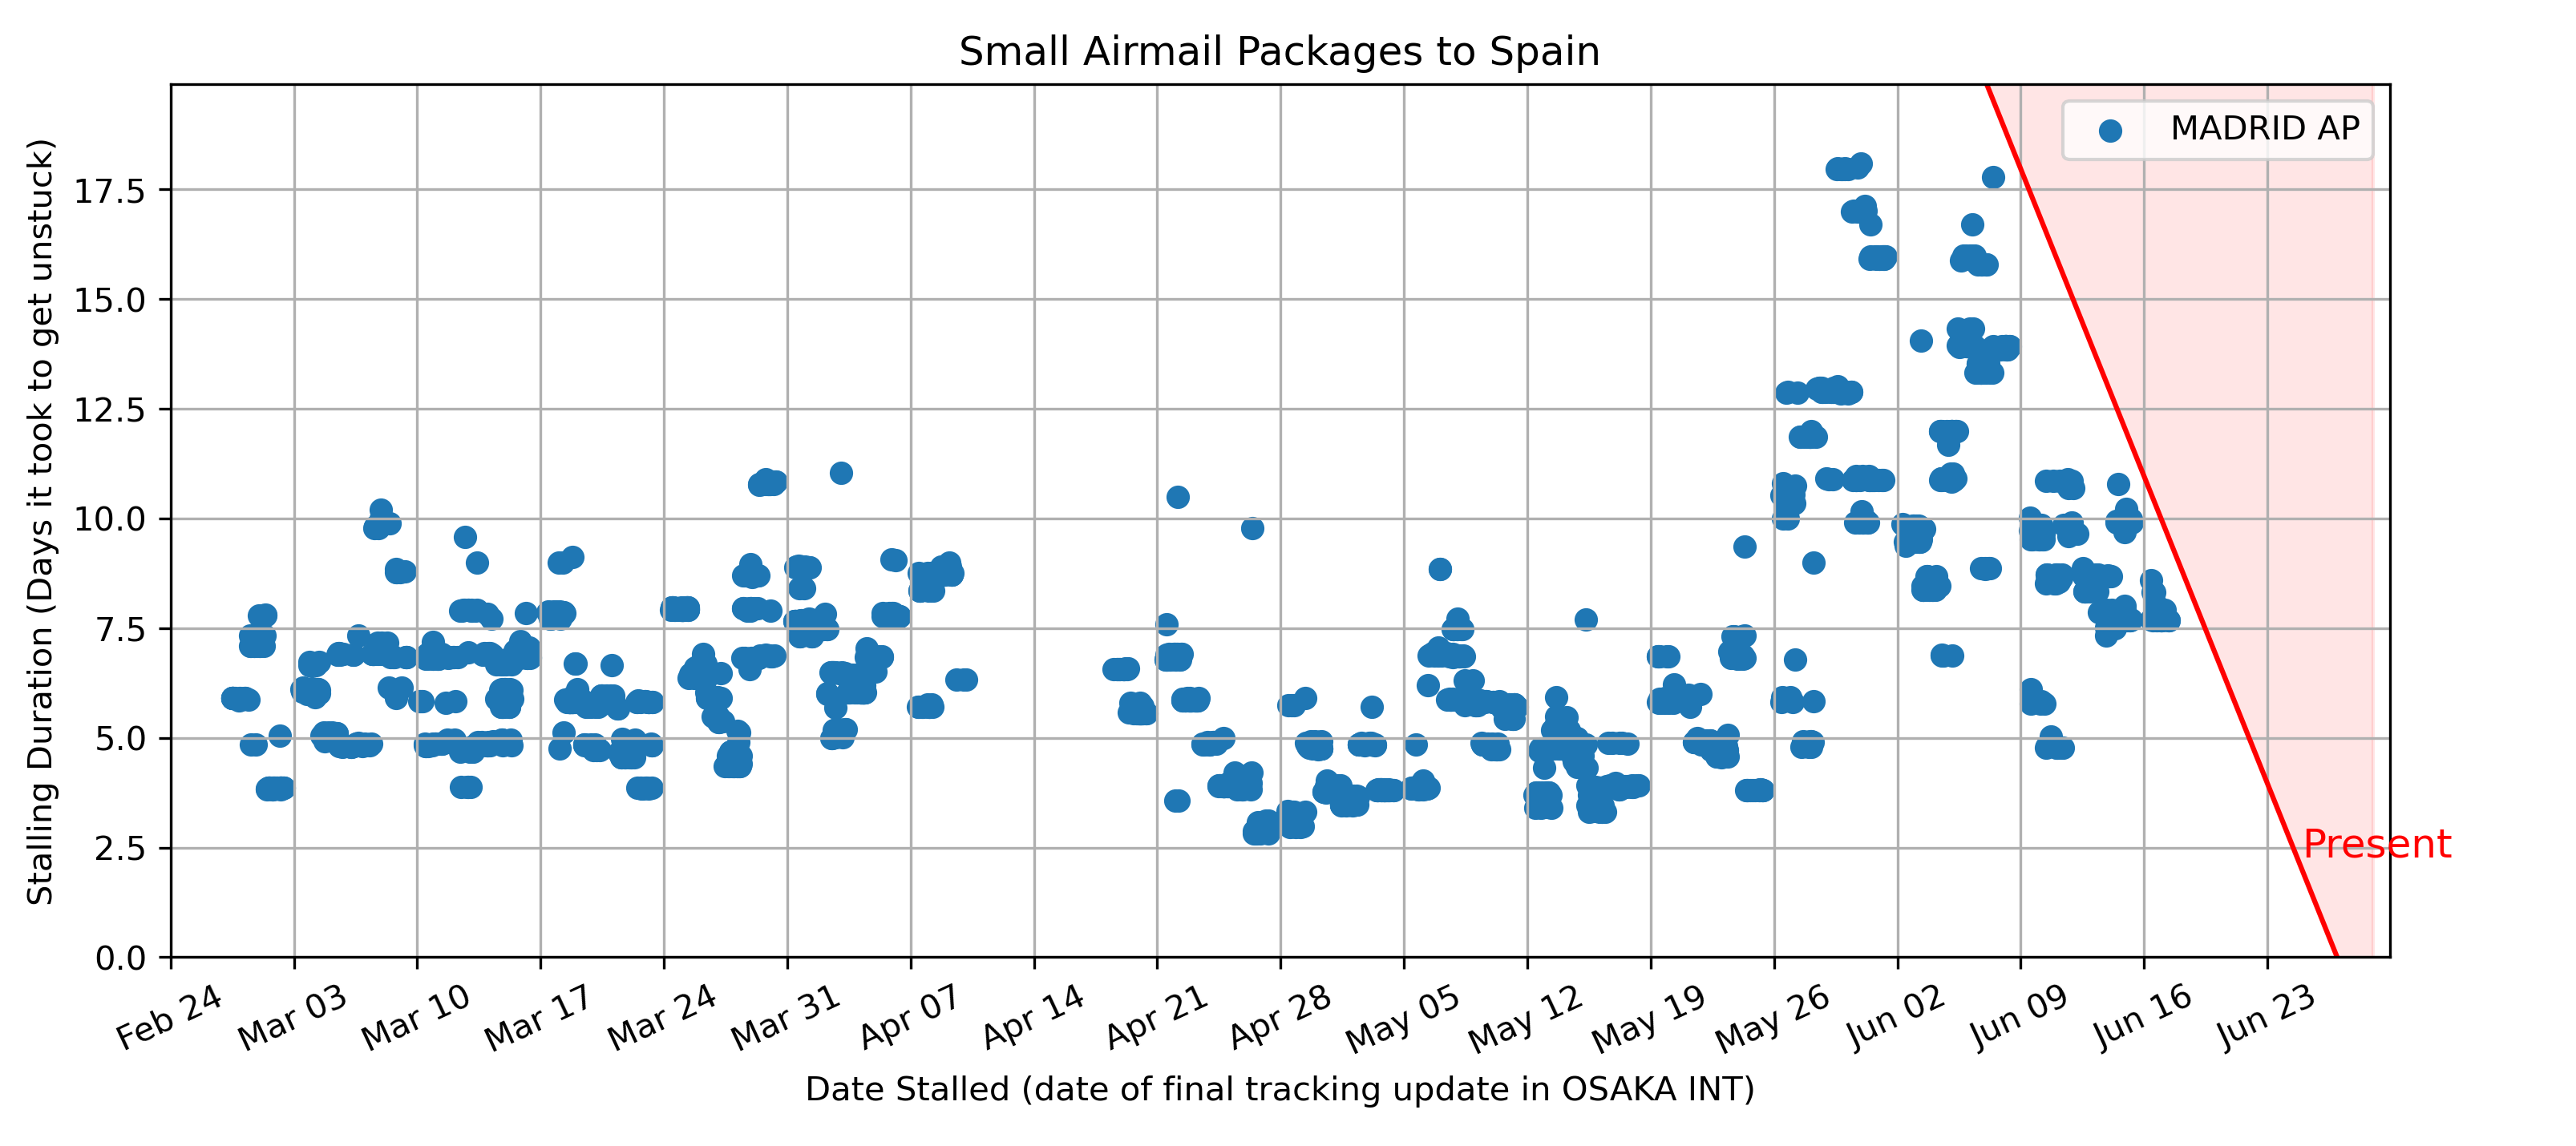 Small Airmail Packages to Spain
MADRID AP
Stalling Duration (Days it took to get unstuck)
17.5
15.0
12.5
10.0
7.5
5.0
2.5
0.0
Present
Feb 24 Mar 03 Mar 10 Mar 17 Mar 24 Mar 31 Apr 07 Apr 14 Apr 21 Apr 28 May 05 May 12 May 19 May 26 Jun 02 Jun 09 Jun 16 Jun 23
Date Stalled (date of final tracking update in OSAKA INT)